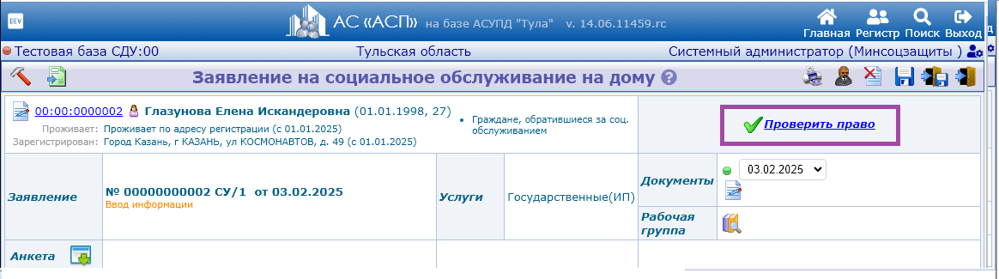 DEV
АС «АСП» на базе АСУПД "Тула" v. 14.06.11459.rc
Главная Регистр Поиск Выход
Тестовая база СДУ:00 Тульская область Системный администратор (Минсоцзащиты )
Заявление на социальное обслуживание на дому ?
00:00:0000002 Глазунова Елена Искандеровна (01.01.1998, 27)
Проживает: Проживает по адресу регистрации (с 01.01.2025)
Зарегистрирован: Город Казань, г КАЗАНЬ, ул КОСМОНАВТОВ, д. 49 (с 01.01.2025)
• Граждане, обратившиеся за соц.
обслуживанием
Проверить право
Заявление
№ 00000000002 СУ/1 от 03.02.2025
Ввод информации
Услуги
Государственные(ИП)
Документы
03.02.2025
Рабочая
группа
Анкета